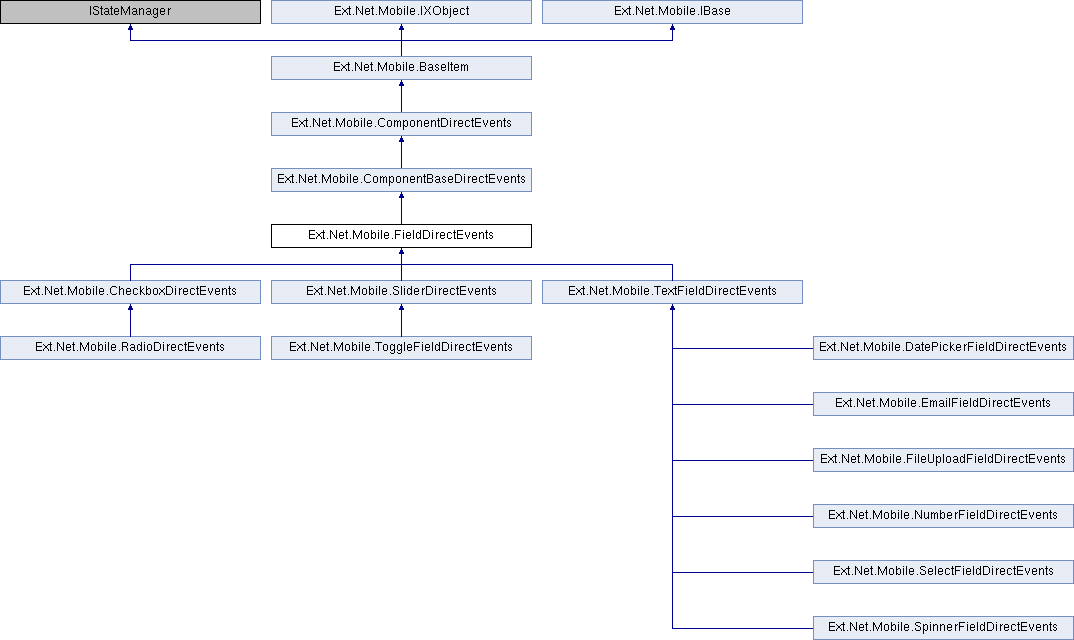 IStateManager
Ext.Net.Mobile.IXObject
Ext.Net.Mobile.IBase
Ext.Net.Mobile.BaseItem
Ext.Net.Mobile.ComponentDirectEvents
Ext.Net.Mobile.ComponentBaseDirectEvents
Ext.Net.Mobile.FieldDirectEvents
Ext.Net.Mobile.CheckboxDirectEvents
Ext.Net.Mobile.SliderDirectEvents
Ext.Net.Mobile.TextFieldDirectEvents
Ext.Net.Mobile.RadioDirectEvents
Ext.Net.Mobile.ToggleFieldDirectEvents
Ext.Net.Mobile.DatePickerFieldDirectEvents
Ext.Net.Mobile.EmailFieldDirectEvents
Ext.Net.Mobile.FileUploadFieldDirectEvents
Ext.Net.Mobile.NumberFieldDirectEvents
Ext.Net.Mobile.SelectFieldDirectEvents
Ext.Net.Mobile.SpinnerFieldDirectEvents